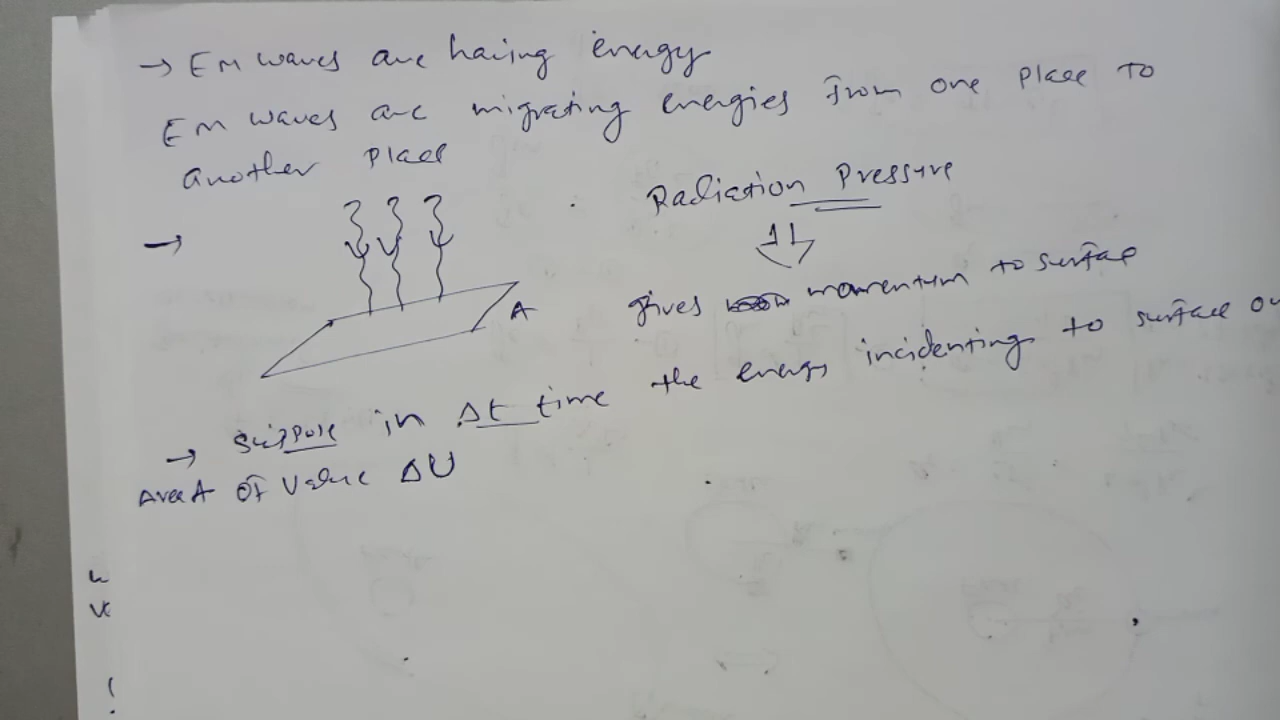 → EM waves are having energy
EM waves are migrating energies from one place to
another place
→
Radiation Pressure
⇓
gives momentum to surface
A
→ Suppose in Δt time the energy incidenting to surface
Area A of value ΔU